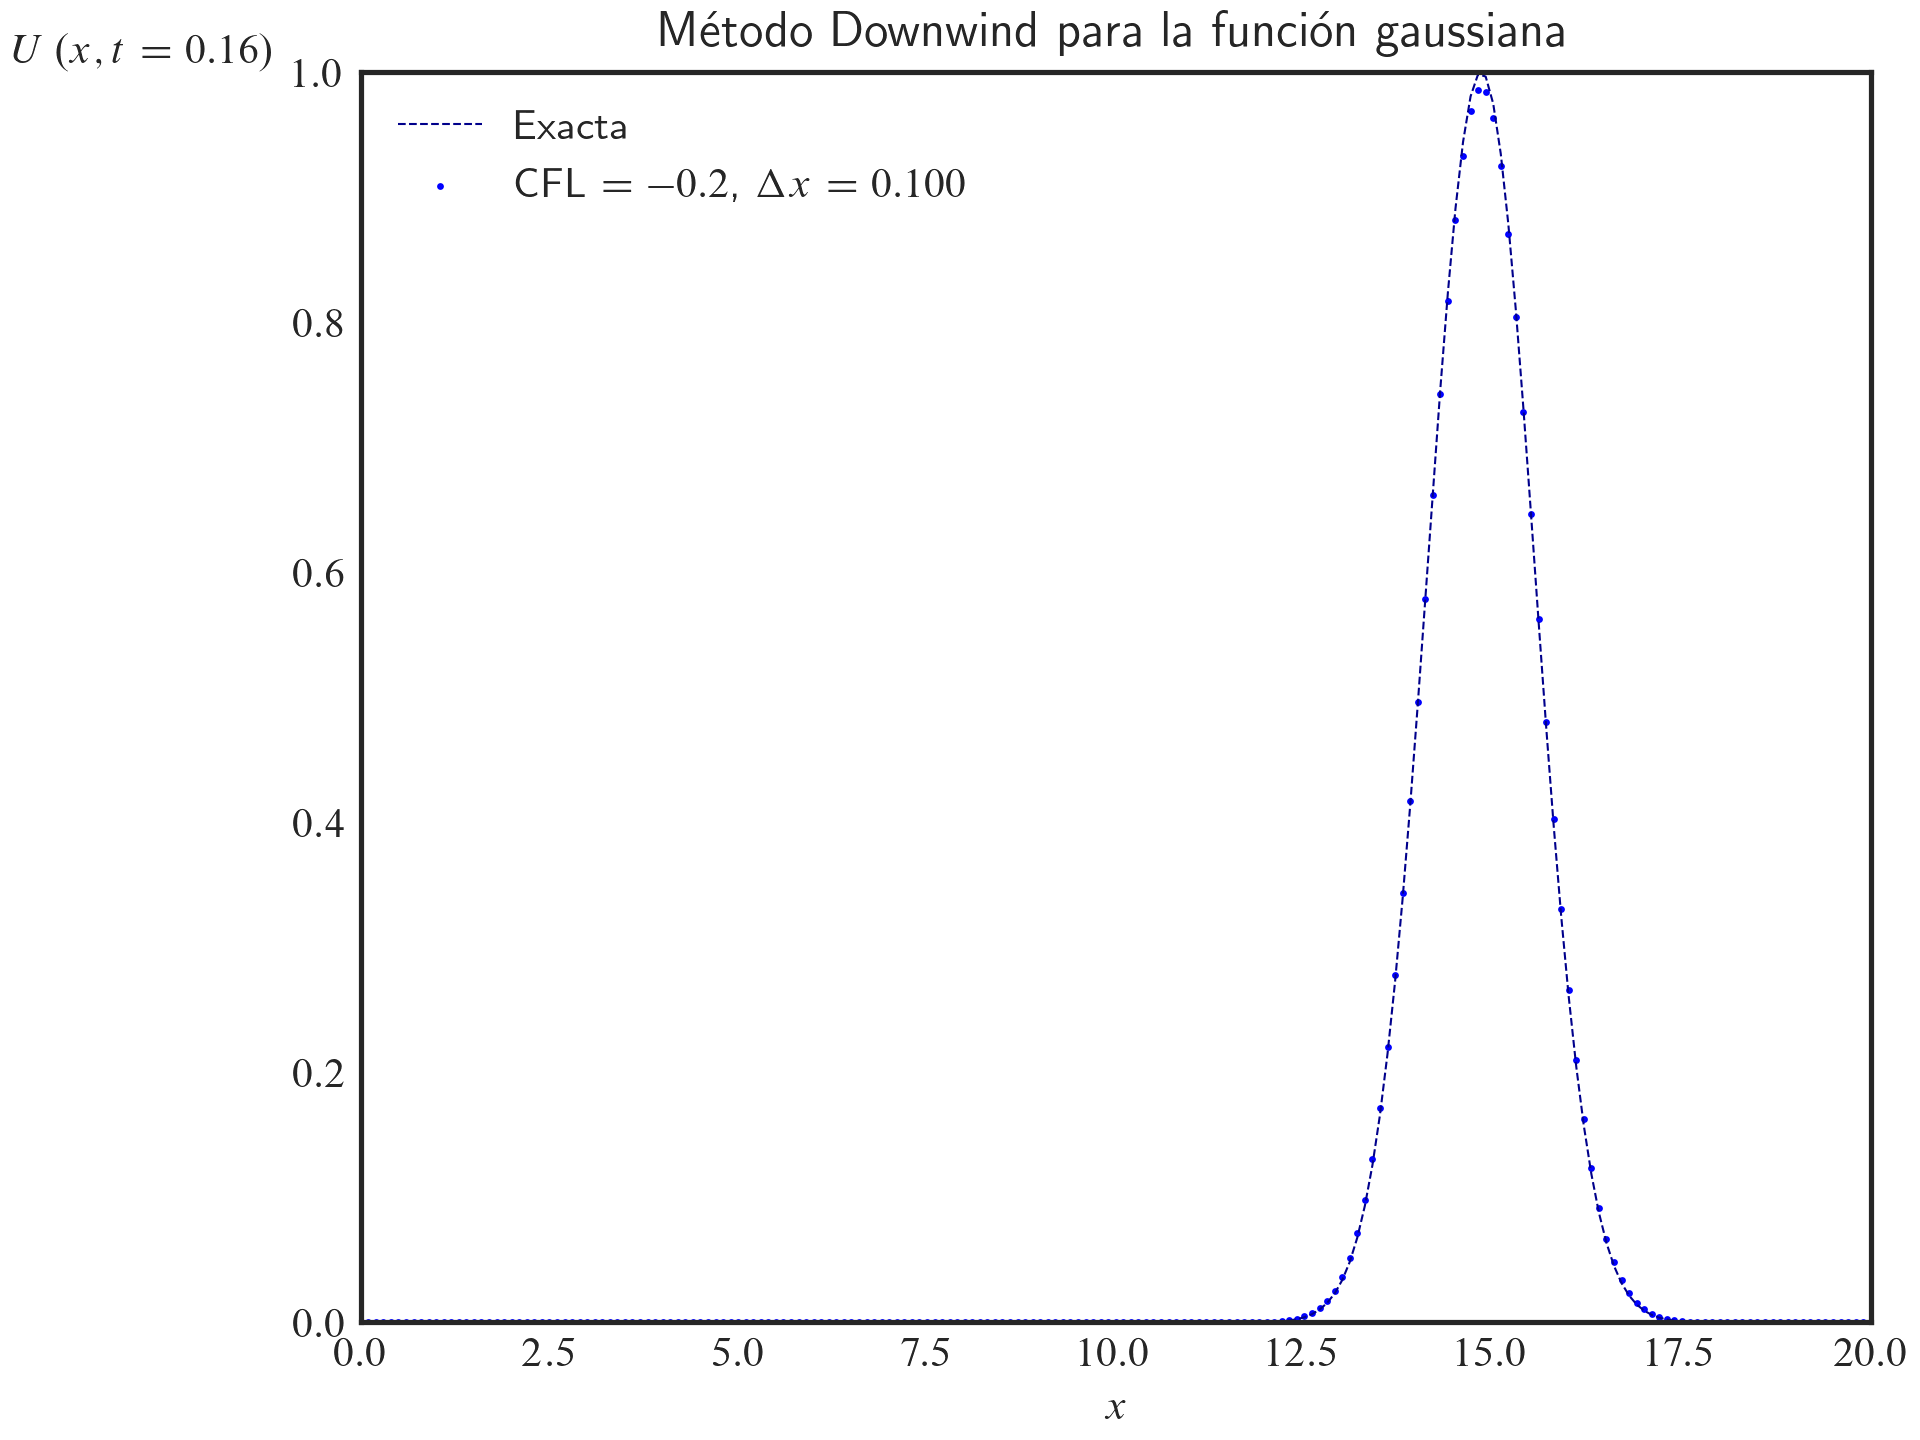 Método Downwind para la función gaussiana
U (x, t = 0.16)
Exacta
CFL = −0.2, Δx = 0.100
1.0
0.8
0.6
0.4
0.2
0.0
0.0 2.5 5.0 7.5 10.0 12.5 15.0 17.5 20.0
x